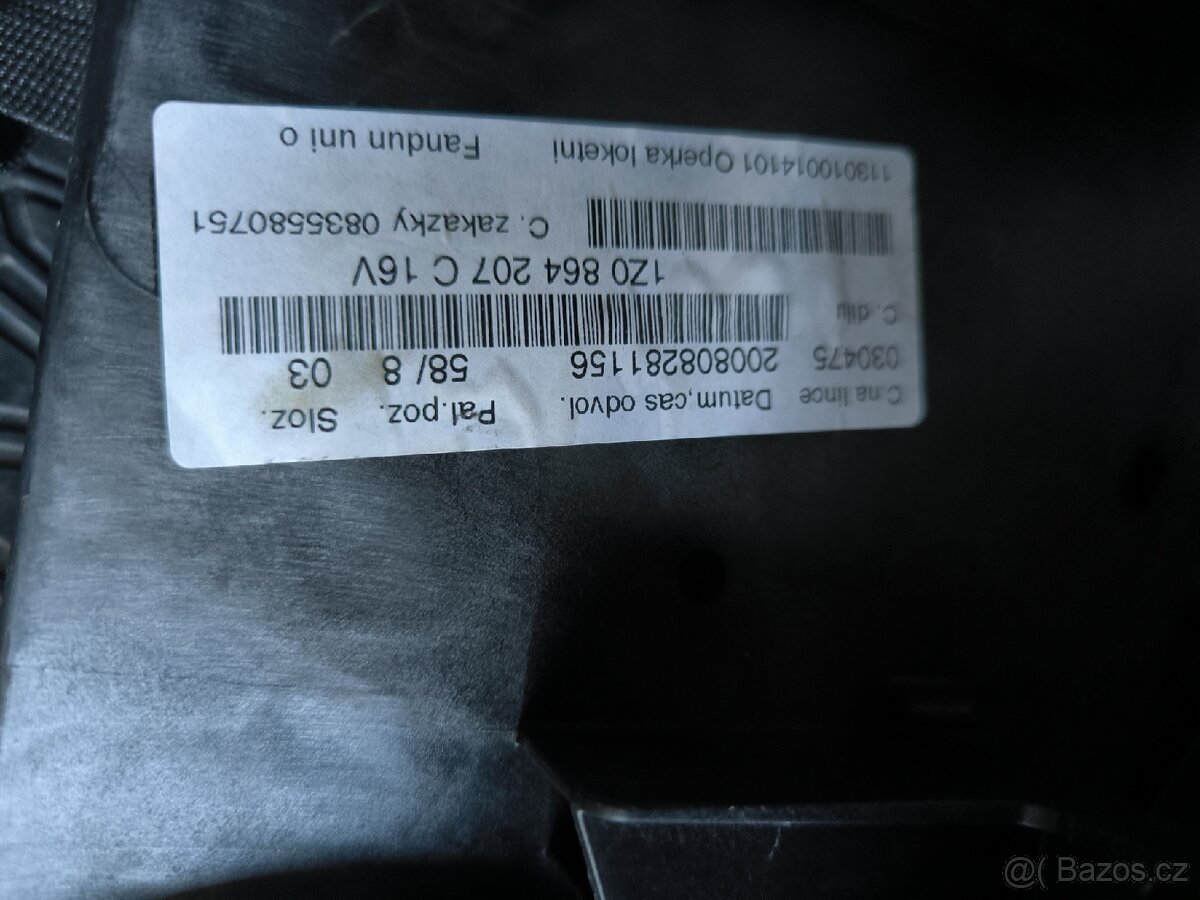 C.na lince Datum,cas odvol. Pal.poz. Sloz.
030475 200808281156 58/ 8 03
C. dilu
1Z0 864 207 C 16V
C. zakazky 0835580751
113010014101 Operka loketni Fandun uni o
@( Bazos.cz